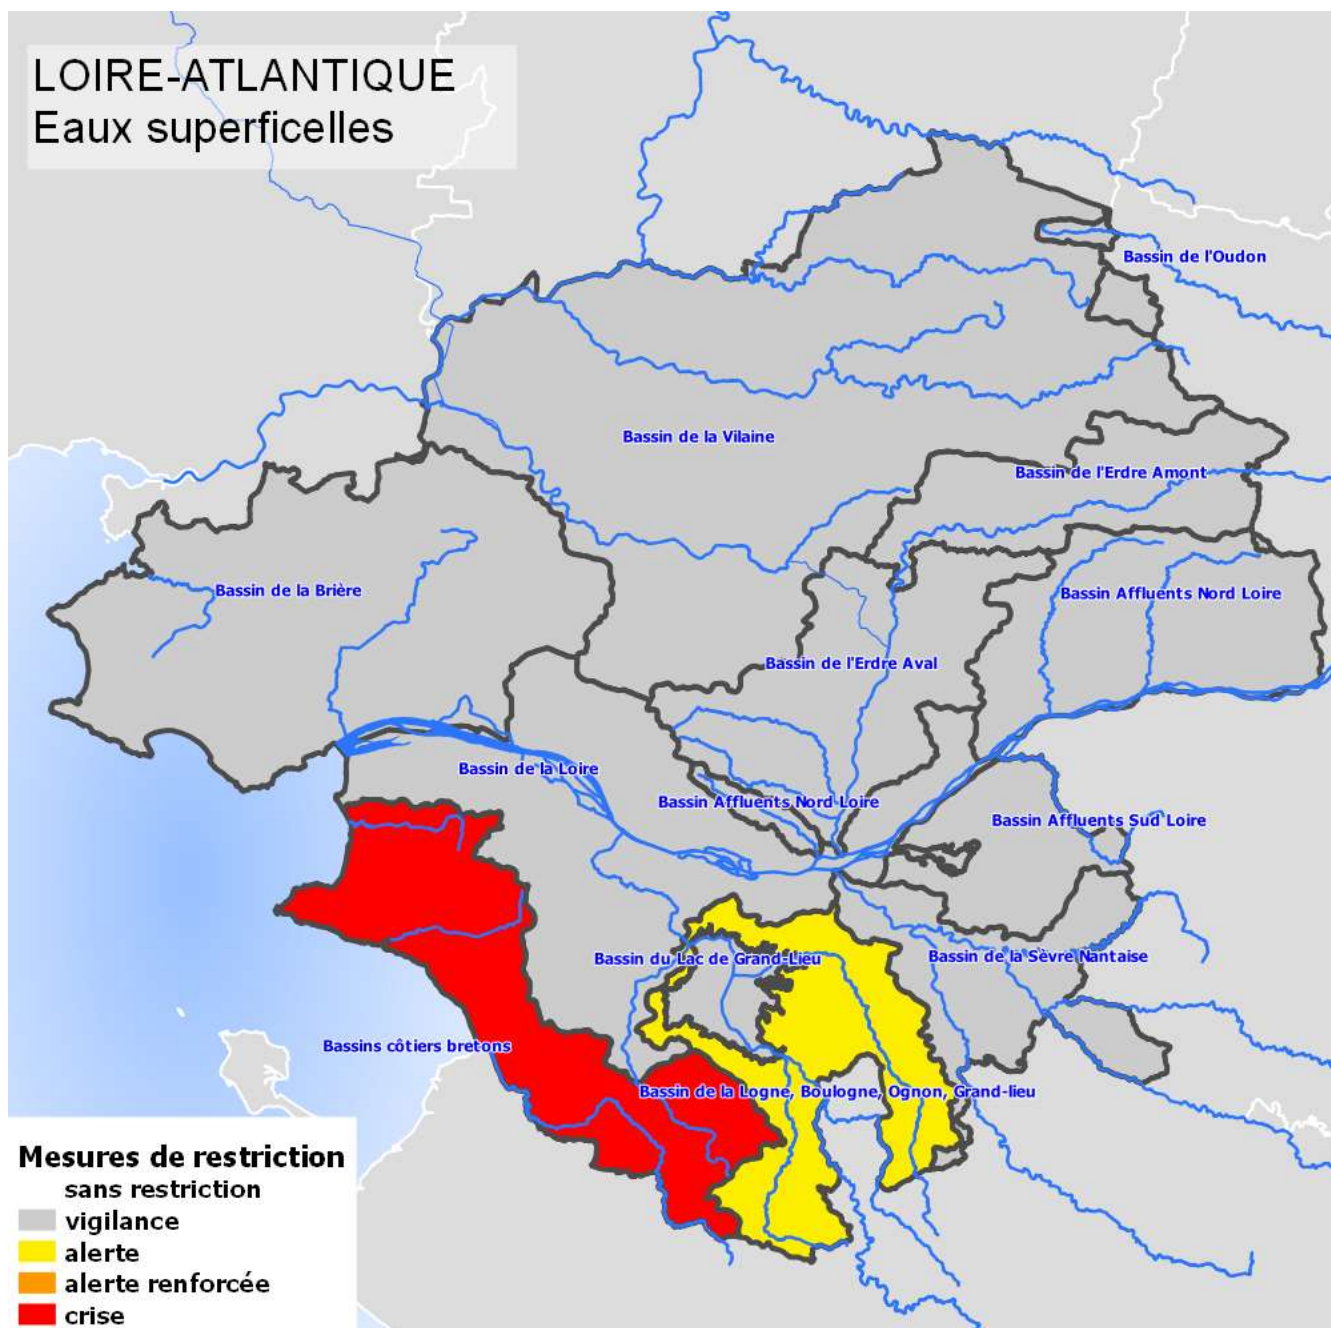 LOIRE-ATLANTIQUE
Eaux superficelles
Bassin de l'Oudon
Bassin de la Vilaine
Bassin de l'Erdre Amont
Bassin de la Brière
Bassin Affluents Nord Loire
Bassin de l'Erdre Aval
Bassin de la Loire
Bassin Affluents Nord Loire
Bassin Affluents Sud Loire
Bassin du Lac de Grand-Lieu
Bassin de la Sèvre Nantaise
Bassins côtiers bretons
Bassin de la Logne, Boulogne, Ognon, Grand-lieu
Mesures de restriction
sans restriction
vigilance
alerte
alerte renforcée
crise